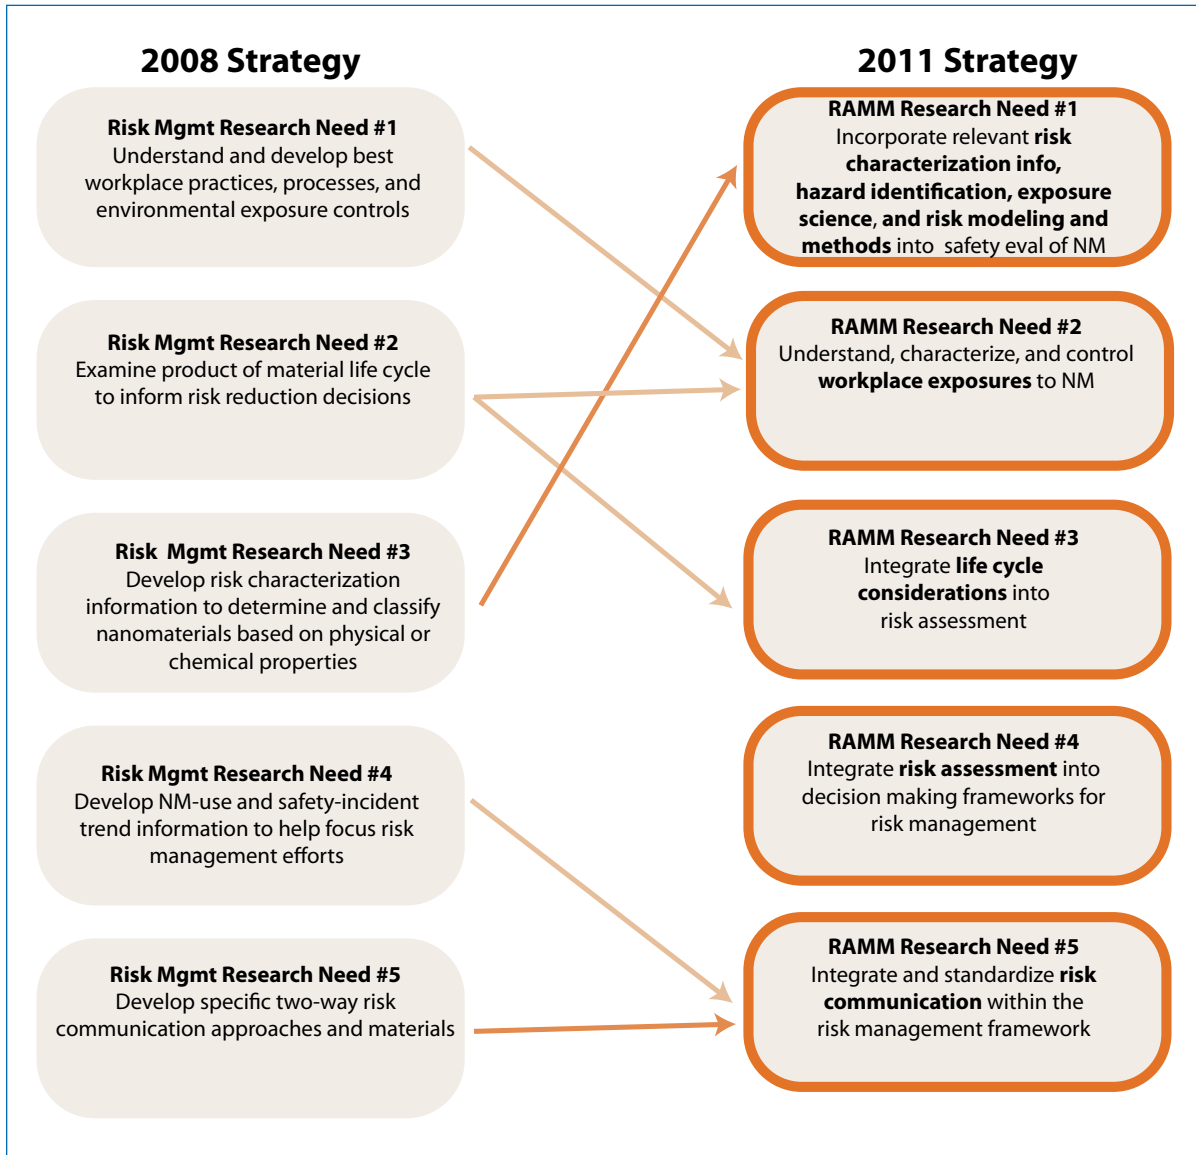 2008 Strategy
Risk Mgmt Research Need #1
Understand and develop best
workplace practices, processes, and
environmental exposure controls
Risk Mgmt Research Need #2
Examine product of material life cycle
to inform risk reduction decisions
Risk  Mgmt Research Need #3
Develop risk characterization
information to determine and classify
nanomaterials based on physical or
chemical properties
Risk Mgmt Research Need #4
Develop NM-use and safety-incident
trend information to help focus risk
management efforts
Risk Mgmt Research Need #5
Develop specific two-way risk
communication approaches and materials
2011 Strategy
RAMM Research Need #1
Incorporate relevant risk
characterization info,
hazard identification, exposure
science, and risk modeling and
methods into  safety eval of NM
RAMM Research Need #2
Understand, characterize, and control
workplace exposures to NM
RAMM Research Need #3
Integrate life cycle
considerations into
risk assessment
RAMM Research Need #4
Integrate risk assessment into
decision making frameworks for
risk management
RAMM Research Need #5
Integrate and standardize risk
communication within the
risk management framework